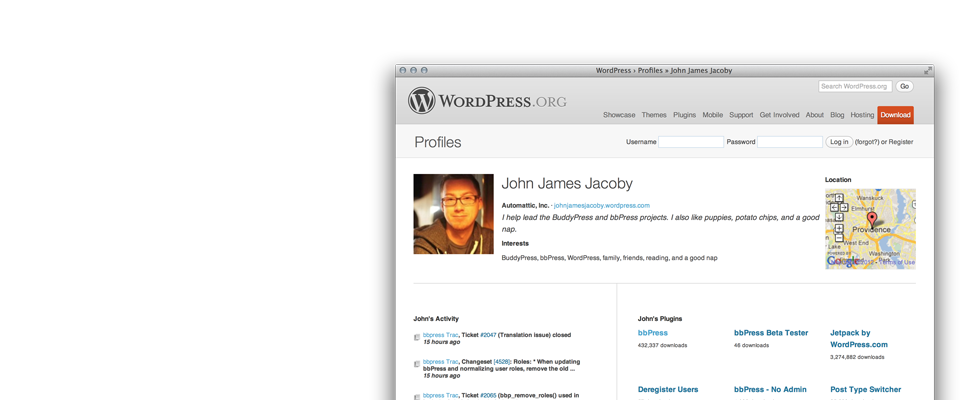 WordPress › Profiles » John James Jacoby
WORDPRESS.ORG
Search WordPress.org Go
Showcase Themes Plugins Mobile Support Get Involved About Blog Hosting Download
Profiles
Username Password Log in (forgot?) or Register
John James Jacoby
Automattic, Inc. · johnjamesjacoby.wordpress.com
I help lead the BuddyPress and bbPress projects. I also like puppies, potato chips, and a good
nap.
Interests
BuddyPress, bbPress, WordPress, family, friends, reading, and a good nap
Location
Wanskuck
Elmhurst
Providence
West End
Lake
Washington
POWERED BY
Google
2012 - Terms of Use
John's Activity
bbpress Trac, Ticket #2047 (Translation issue) closed
15 hours ago
bbpress Trac, Changeset [4528]: Roles: * When updating
bbPress and normalizing user roles, remove the old ...
15 hours ago
bbpress Trac, Ticket #2065 (bbp_remove_roles() used in
John's Plugins
bbPress
432,337 downloads
bbPress Beta Tester
46 downloads
Jetpack by
WordPress.com
3,274,882 downloads
Deregister Users
bbPress - No Admin
Post Type Switcher